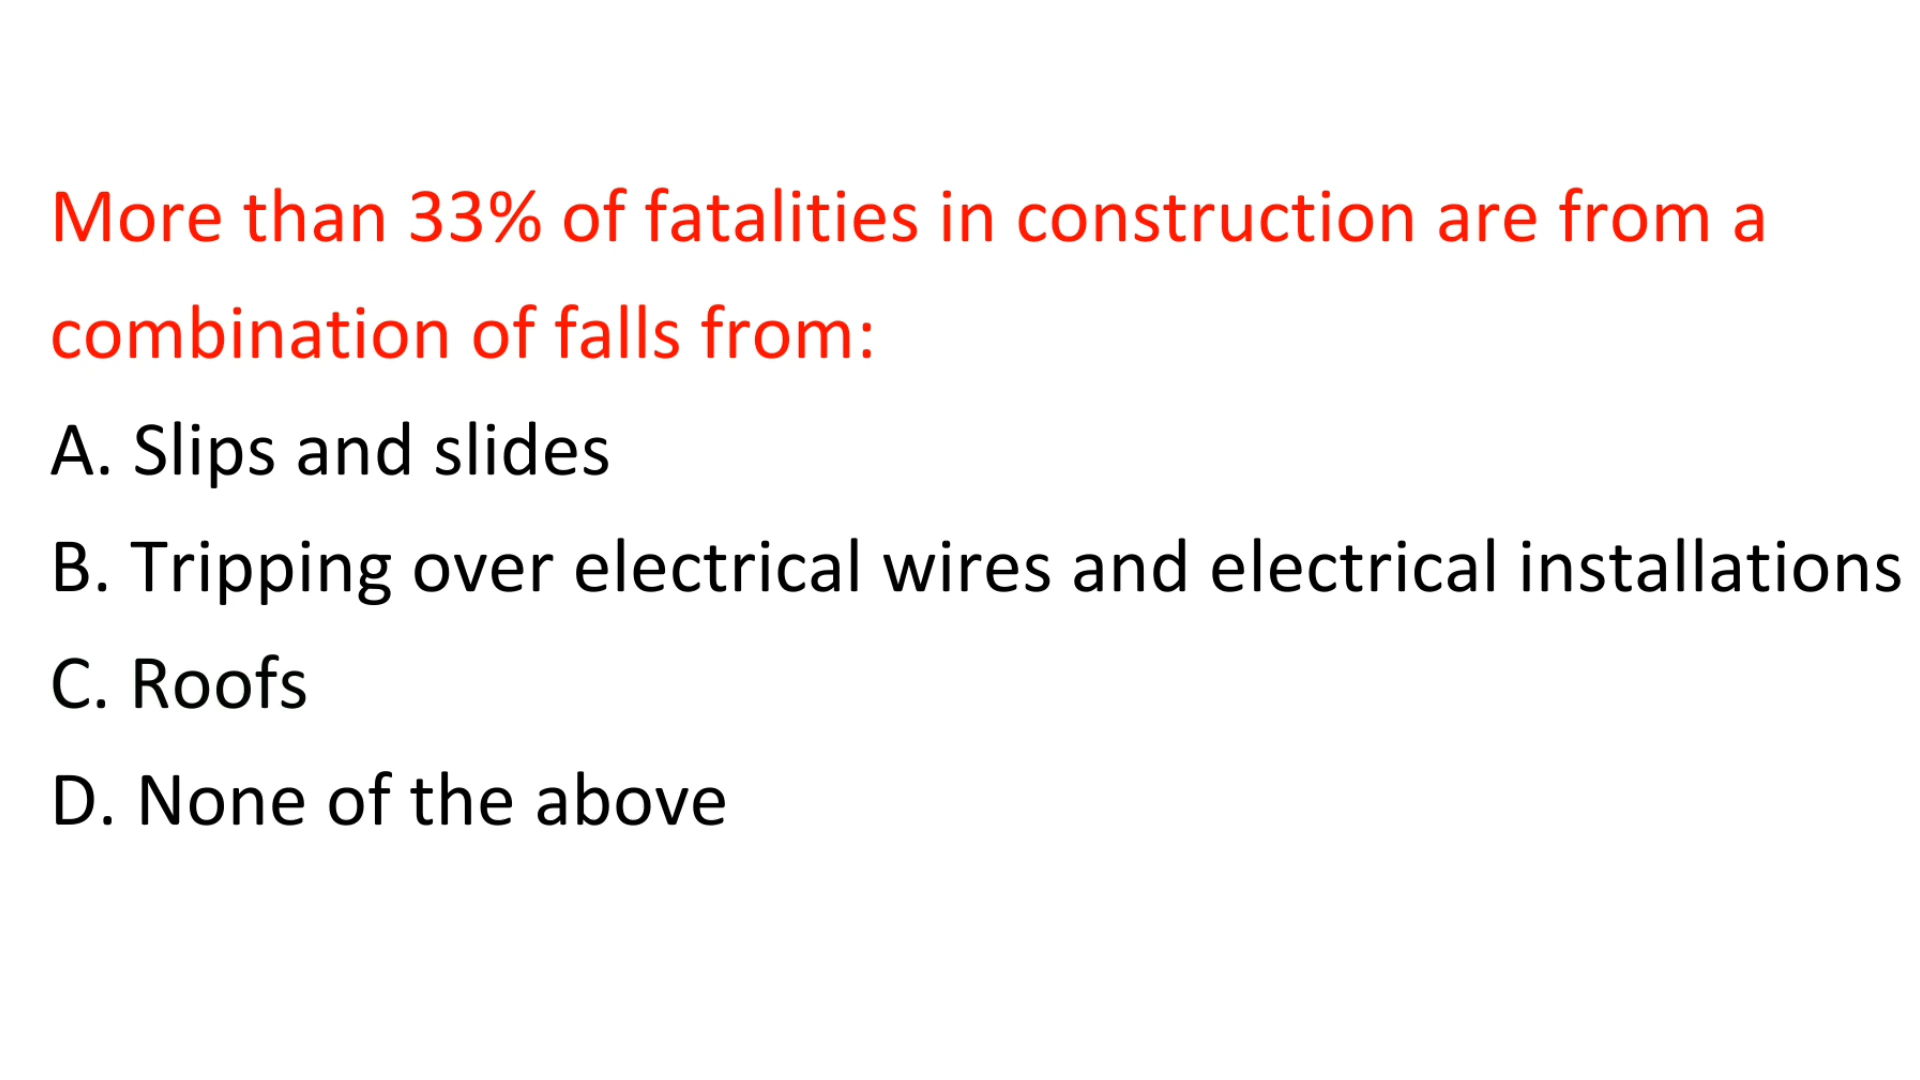 More than 33% of fatalities in construction are from a
combination of falls from:
A. Slips and slides
B. Tripping over electrical wires and electrical installations
C. Roofs
D. None of the above